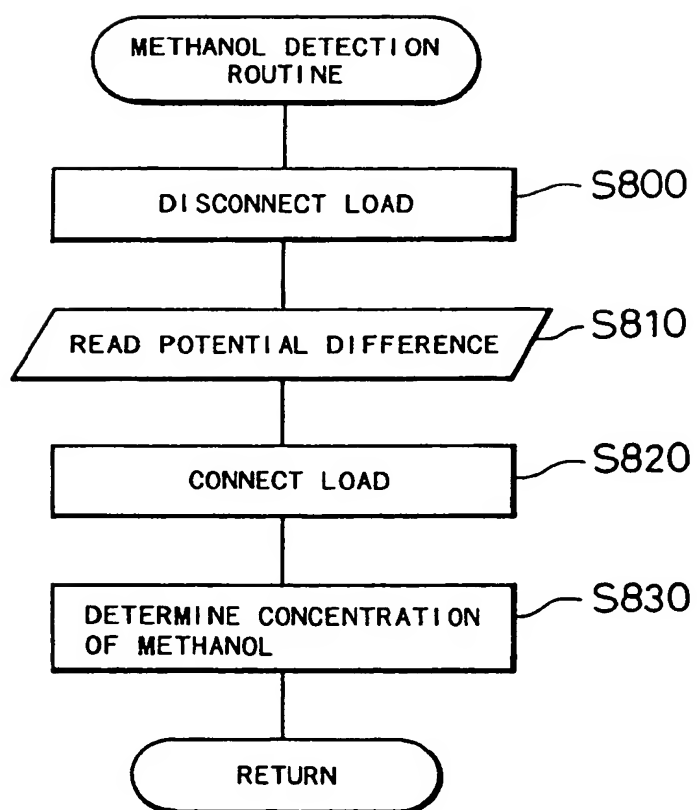 METHANOL DETECTION
ROUTINE
DISCONNECT LOAD
S800
READ POTENTIAL DIFFERENCE
S810
CONNECT LOAD
S820
DETERMINE CONCENTRATION
OF METHANOL
S830
RETURN